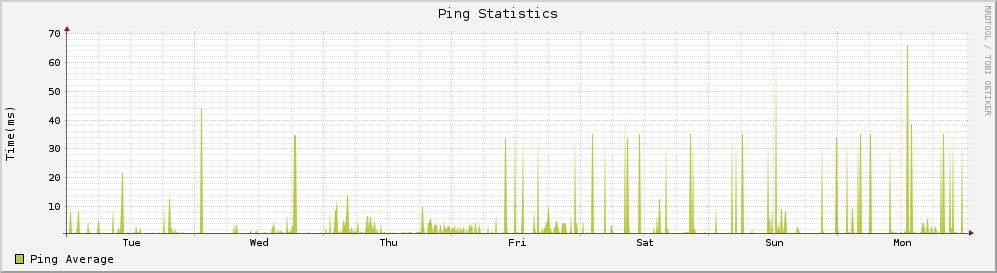 Ping Statistics
RRDTOOL / TOBI OETIKER
Time(ms)
70
60
50
40
30
20
10
Tue Wed Thu Fri Sat Sun Mon
Ping Average